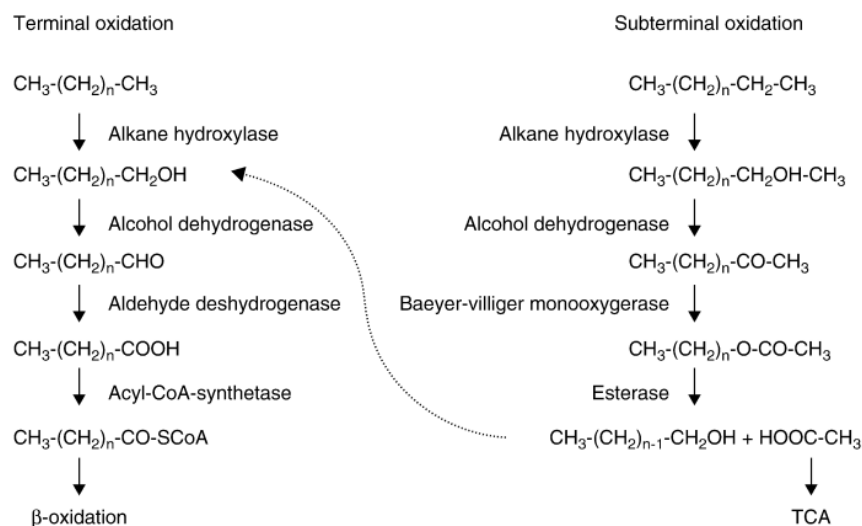 Terminal oxidation
CH₃-(CH₂)ₙ-CH₃
Alkane hydroxylase
CH₃-(CH₂)ₙ-CH₂OH
Alcohol dehydrogenase
CH₃-(CH₂)ₙ-CHO
Aldehyde deshydrogenase
CH₃-(CH₂)ₙ-COOH
Acyl-CoA-synthetase
CH₃-(CH₂)ₙ-CO-SCoA
β-oxidation
Subterminal oxidation
CH₃-(CH₂)ₙ-CH₂-CH₃
Alkane hydroxylase
CH₃-(CH₂)ₙ-CH₂OH-CH₃
Alcohol dehydrogenase
CH₃-(CH₂)ₙ-CO-CH₃
Baeyer-villiger monooxygerase
CH₃-(CH₂)ₙ-O-CO-CH₃
Esterase
CH₃-(CH₂)ₙ₋₁-CH₂OH + HOOC-CH₃
TCA